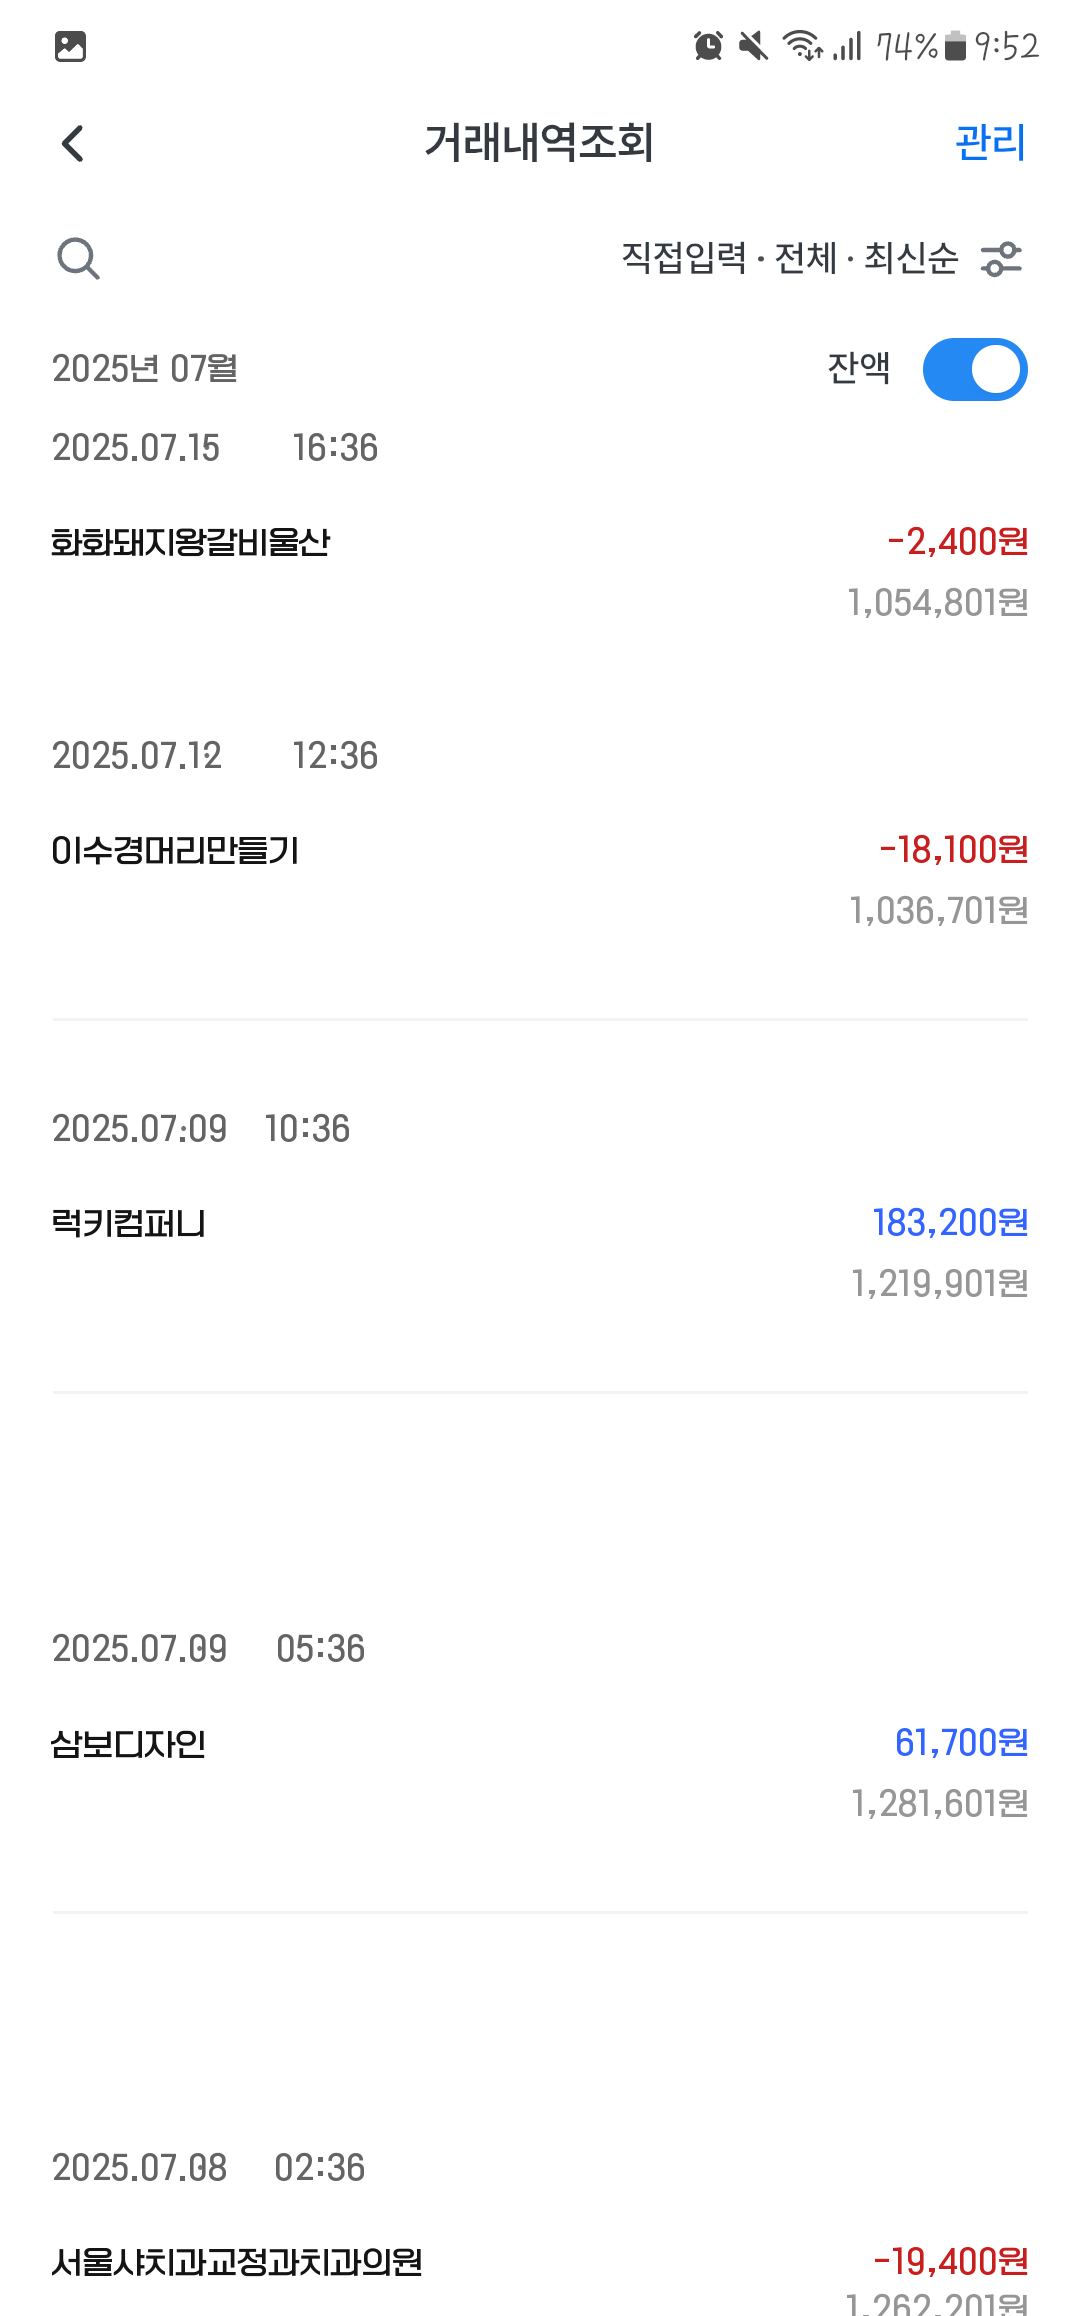 74% 9:52
거래내역조회 관리
직접입력 · 전체 · 최신순
2025년 07월 잔액
2025.07.15 16:36
화화돼지왕갈비울산 -2,400원
1,054,801원
2025.07.12 12:36
이수경머리만들기 -18,100원
1,036,701원
2025.07.09 10:36
럭키컴퍼니 183,200원
1,219,901원
2025.07.09 05:36
삼보디자인 61,700원
1,281,601원
2025.07.08 02:36
서울샤치과교정과치과의원 -19,400원
1,262,201원